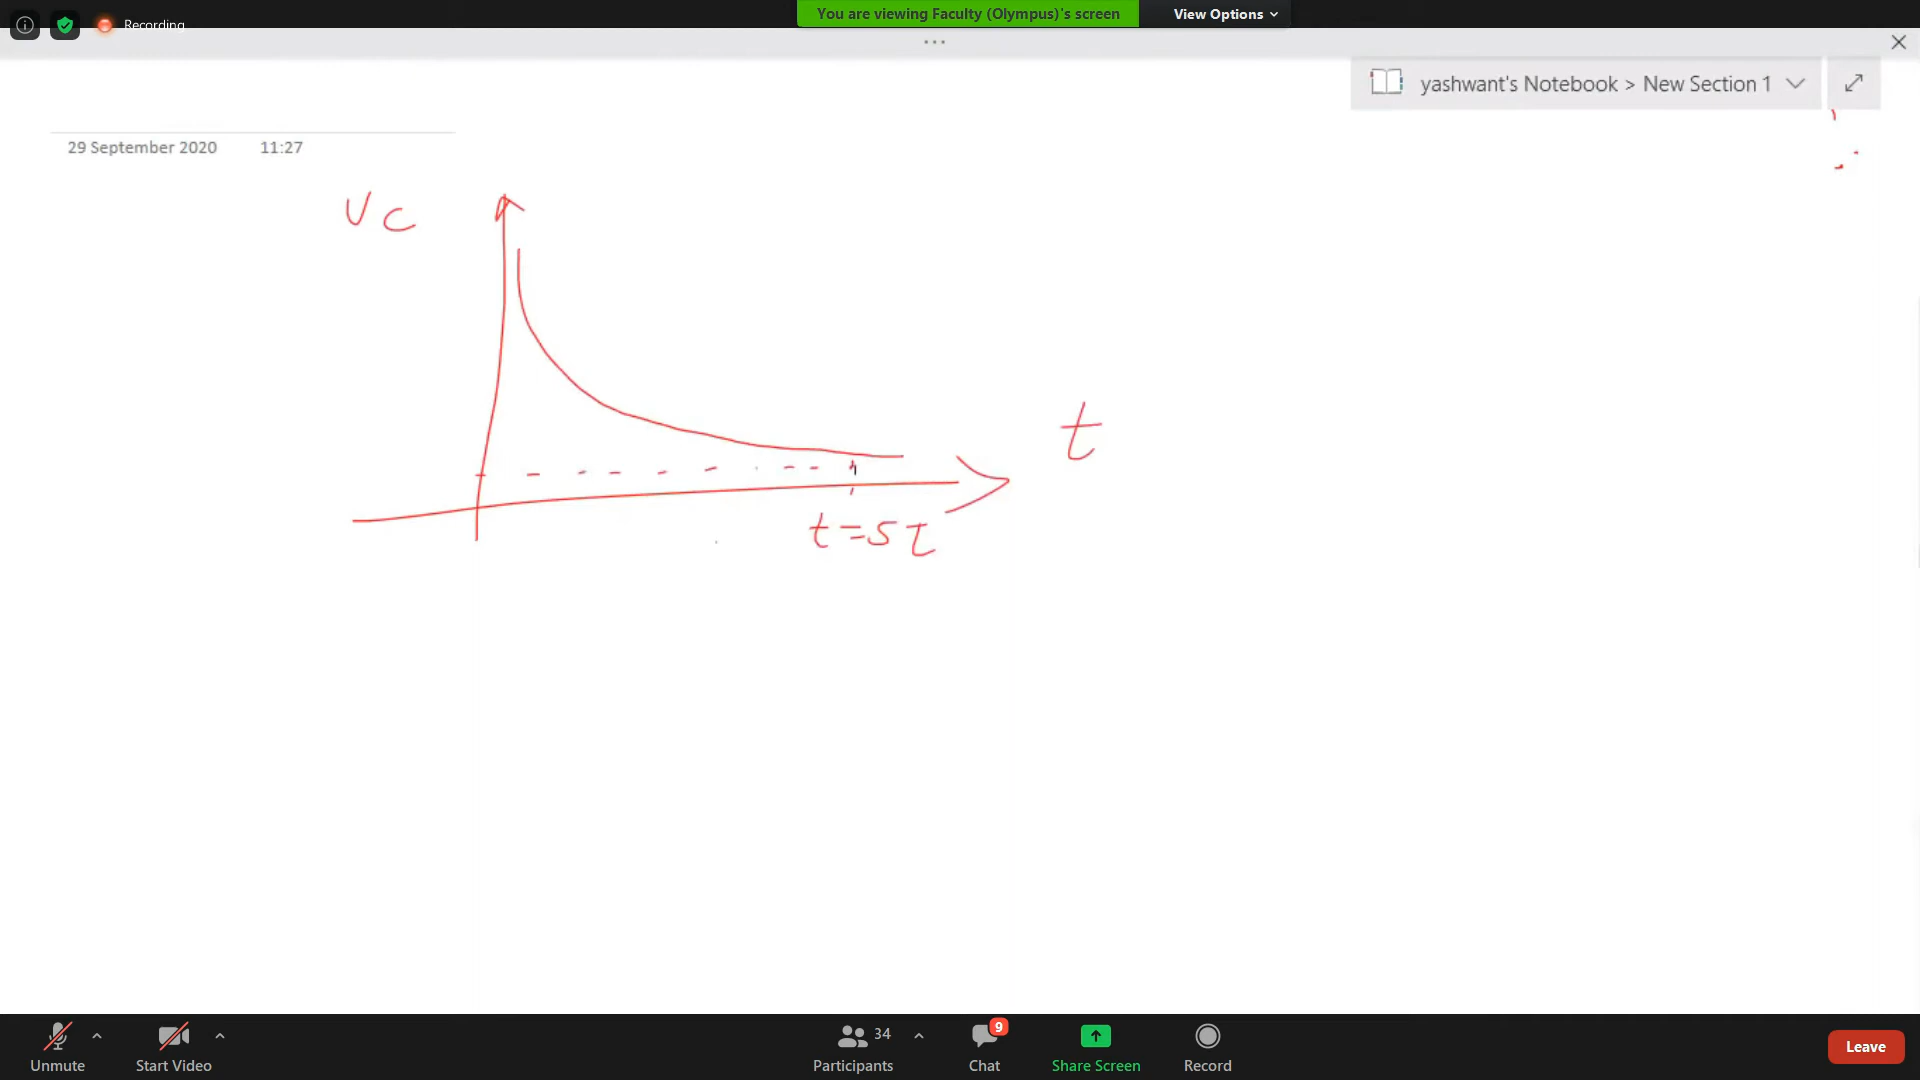 Recording
You are viewing Faculty (Olympus)'s screen
View Options
yashwant's Notebook > New Section 1
29 September 2020 11:27
Vc
t
t=5τ
Unmute
Start Video
34
Participants
9
Chat
Share Screen
Record
Leave